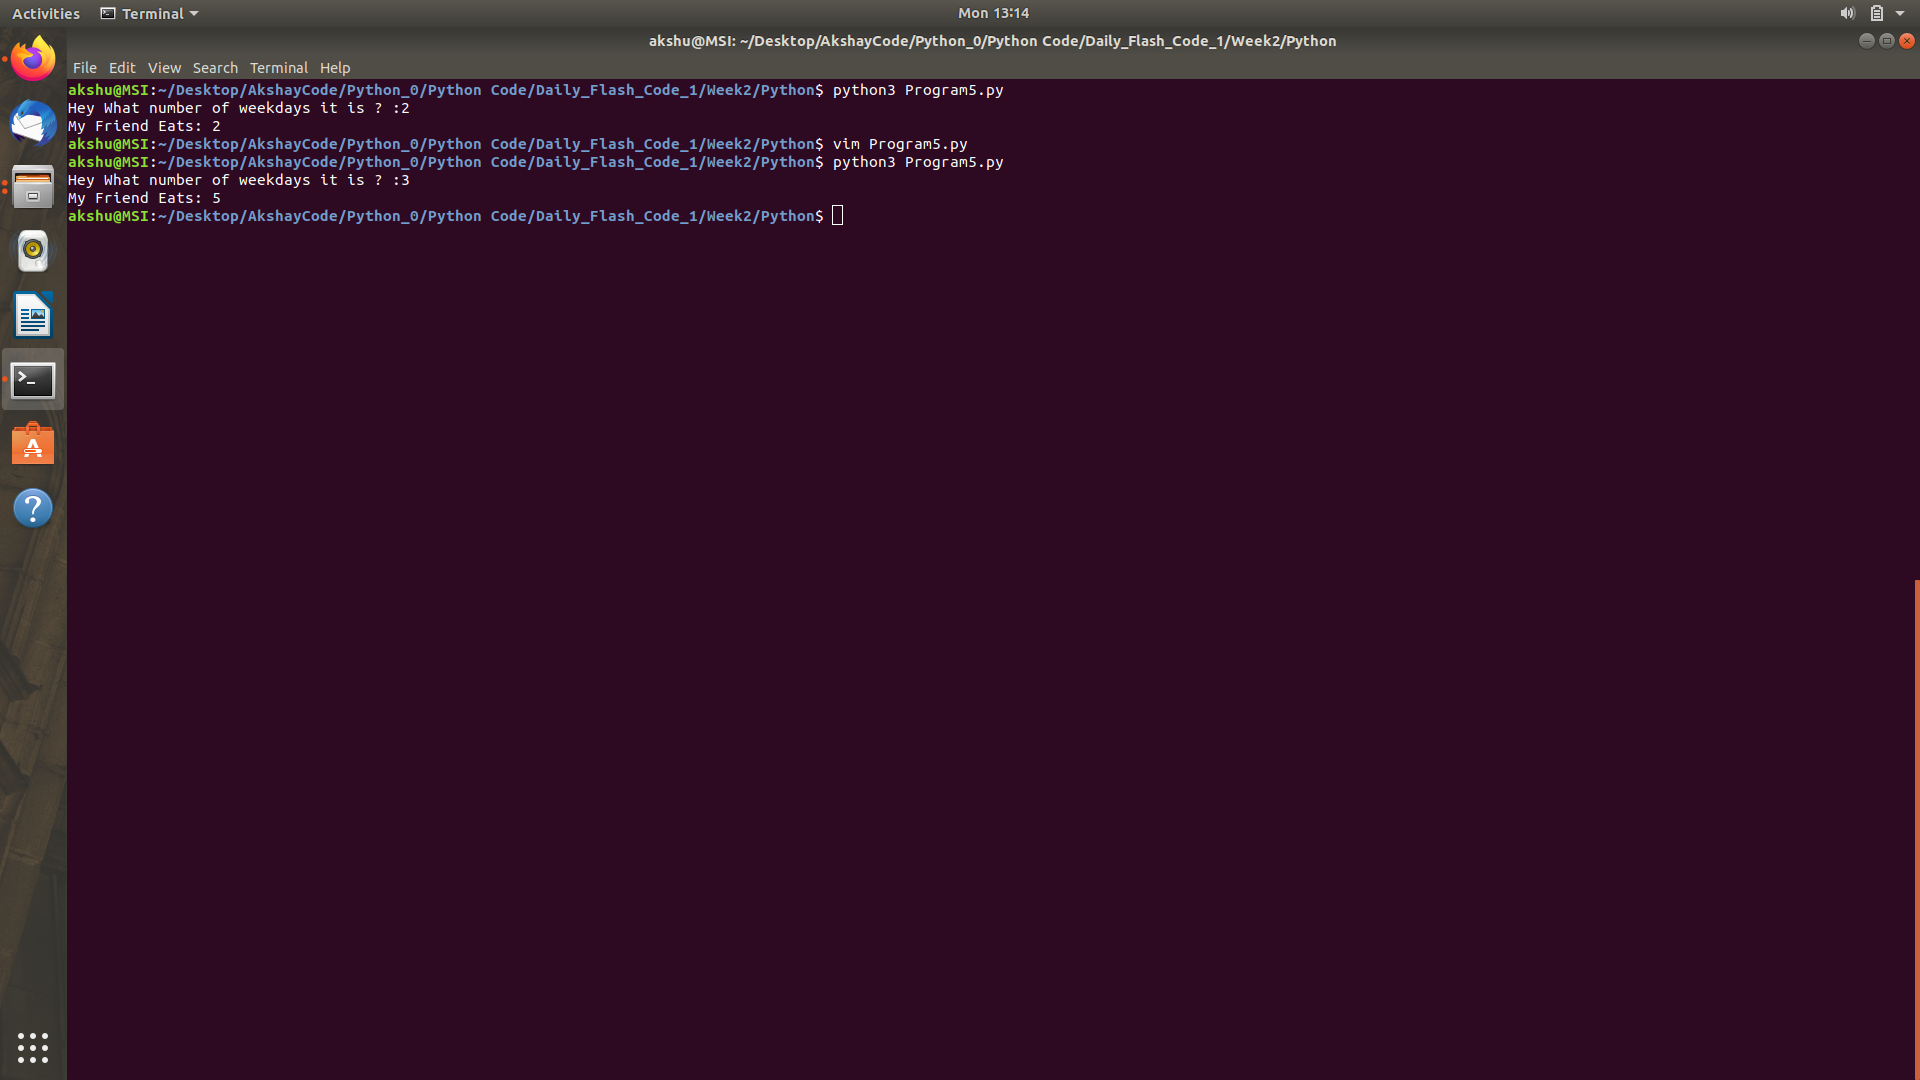 Activities Terminal Mon 13:14
akshu@MSI: ~/Desktop/AkshayCode/Python_0/Python Code/Daily_Flash_Code_1/Week2/Python
File Edit View Search Terminal Help
akshu@MSI:~/Desktop/AkshayCode/Python_0/Python Code/Daily_Flash_Code_1/Week2/Python$ python3 Program5.py
Hey What number of weekdays it is ? :2
My Friend Eats: 2
akshu@MSI:~/Desktop/AkshayCode/Python_0/Python Code/Daily_Flash_Code_1/Week2/Python$ vim Program5.py
akshu@MSI:~/Desktop/AkshayCode/Python_0/Python Code/Daily_Flash_Code_1/Week2/Python$ python3 Program5.py
Hey What number of weekdays it is ? :3
My Friend Eats: 5
akshu@MSI:~/Desktop/AkshayCode/Python_0/Python Code/Daily_Flash_Code_1/Week2/Python$